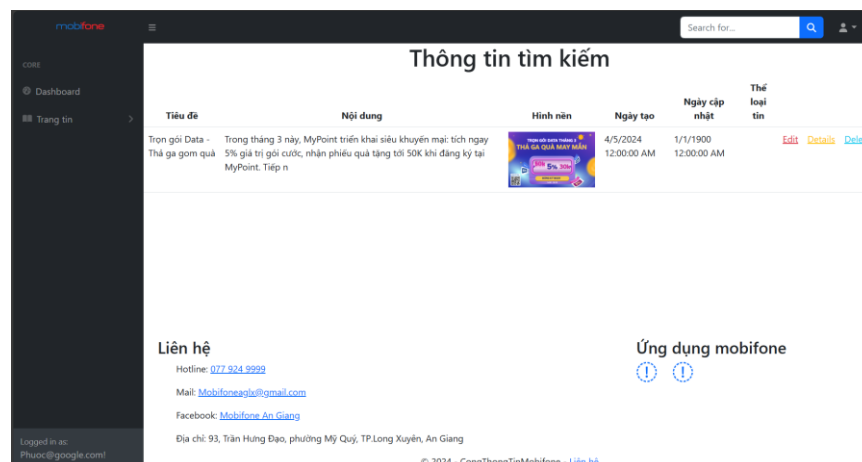 mobifone
Search for...
CORE
Dashboard
Trang tin
Thông tin tìm kiếm
Tiêu đề
Nội dung
Hình nền
Ngày tạo
Ngày cập
nhật
Thể
loại
tin
Trọn gói Data -
Thả ga gom quà
Trong tháng 3 này, MyPoint triển khai siêu khuyến mại: tích ngay
5% giá trị gói cước, nhận phiếu quà tặng tới 50K khi đăng ký tại
MyPoint. Tiếp n
TRỌN GÓI DATA THÁNG 3
THẢ GA QUÀ MAY MẮN
5%
4/5/2024
12:00:00 AM
1/1/1900
12:00:00 AM
Edit
Details
Dele
Liên hệ
Hotline: 077 924 9999
Mail: Mobifoneaglx@gmail.com
Facebook: Mobifone An Giang
Địa chỉ: 93, Trần Hưng Đạo, phường Mỹ Quý, TP.Long Xuyên, An Giang
Ứng dụng mobifone
Logged in as:
Phuoc@google.com!
© 2024 - CongThongTinMobifone - Liên hệ